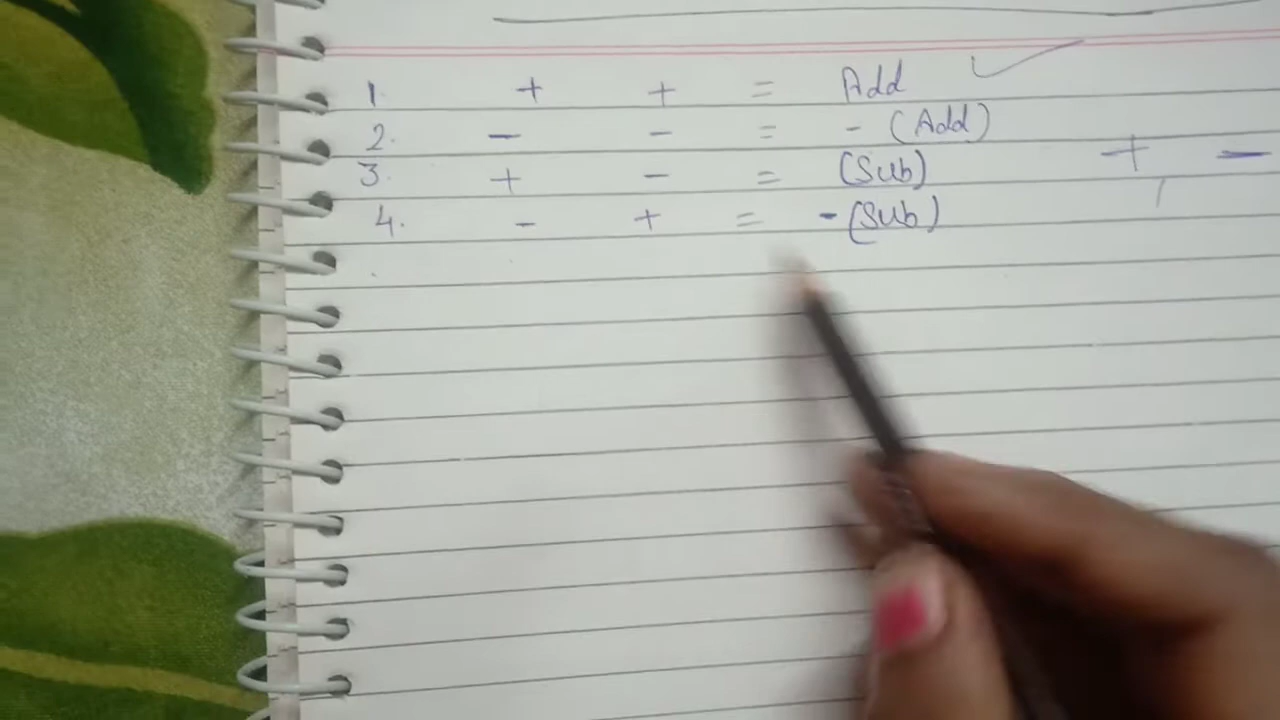 1. + + = Add ✓
2. - - = - (Add)
3. + - = (Sub) + -
4. - + = - (Sub)